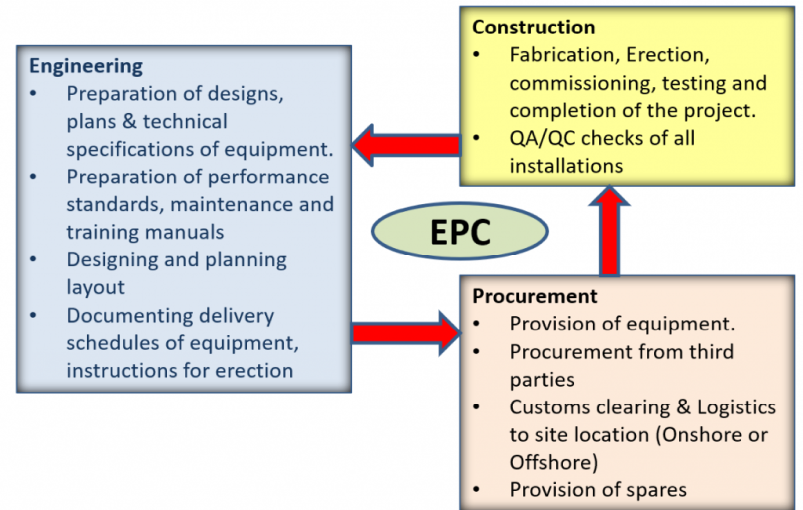 Engineering
• Preparation of designs,
plans & technical
specifications of equipment.
• Preparation of performance
standards, maintenance and
training manuals
• Designing and planning
layout
• Documenting delivery
schedules of equipment,
instructions for erection
Construction
• Fabrication, Erection,
commissioning, testing and
completion of the project.
• QA/QC checks of all
installations
EPC
Procurement
• Provision of equipment.
• Procurement from third
parties
• Customs clearing & Logistics
to site location (Onshore or
Offshore)
• Provision of spares